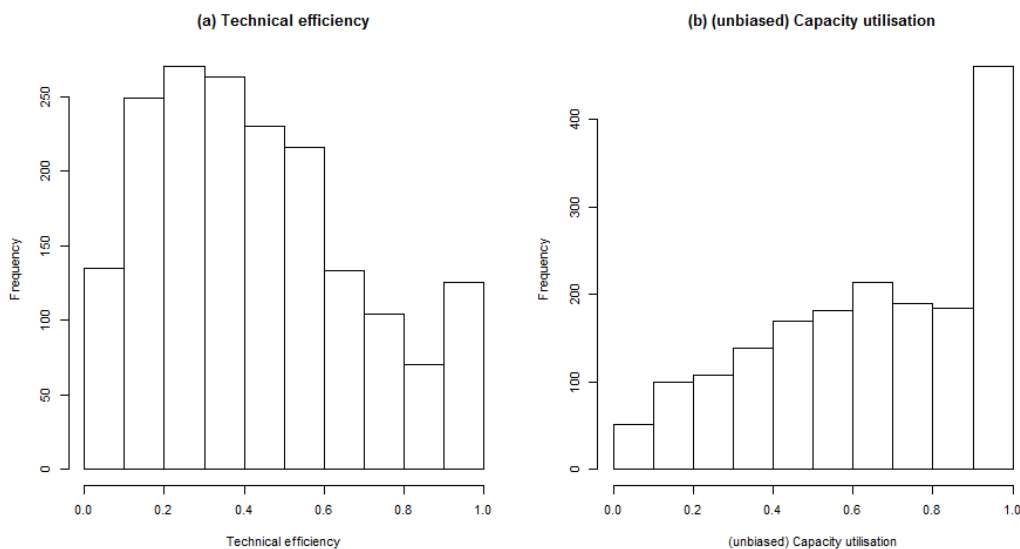 (a) Technical efficiency
Frequency
0
50
100
150
200
250
0.0 0.2 0.4 0.6 0.8 1.0
Technical efficiency
(b) (unbiased) Capacity utilisation
Frequency
0
100
200
300
400
0.0 0.2 0.4 0.6 0.8 1.0
(unbiased) Capacity utilisation